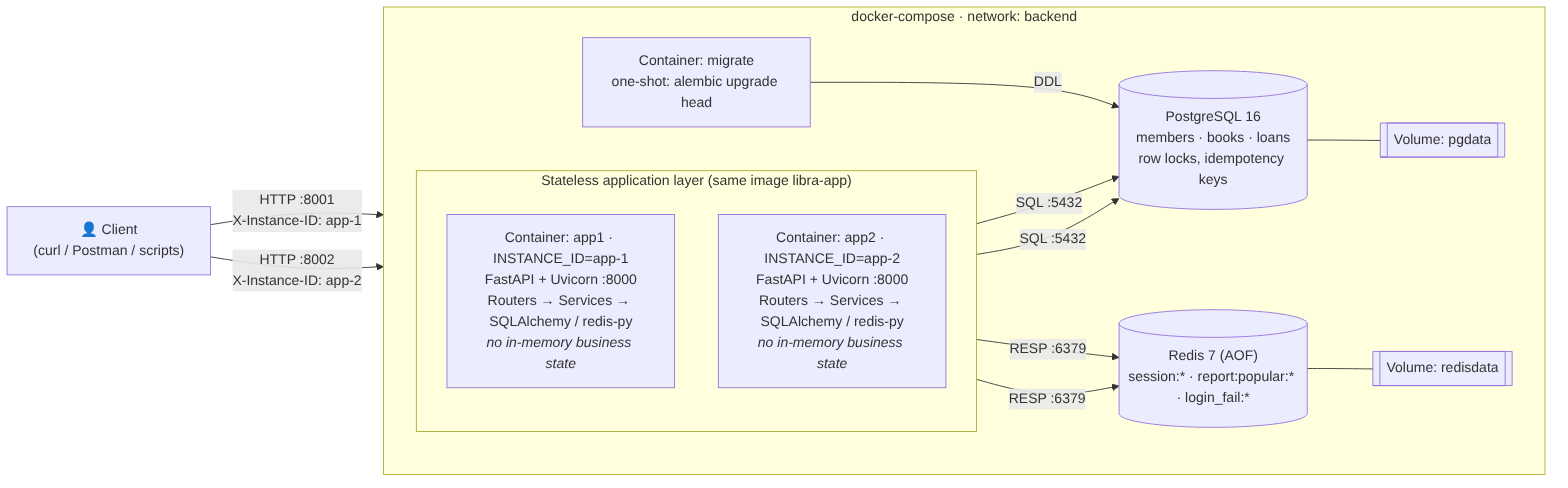 docker-compose · network: backend
Container: migrate
one-shot: alembic upgrade
head
DDL
PostgreSQL 16
members · books · loans
row locks, idempotency
keys
Volume: pgdata
Stateless application layer (same image libra-app)
HTTP :8001
X-Instance-ID: app-1
👤 Client
(curl / Postman / scripts)
HTTP :8002
X-Instance-ID: app-2
Container: app1 ·
INSTANCE_ID=app-1
FastAPI + Uvicorn :8000
Routers → Services →
SQLAlchemy / redis-py
no in-memory business
state
Container: app2 ·
INSTANCE_ID=app-2
FastAPI + Uvicorn :8000
Routers → Services →
SQLAlchemy / redis-py
no in-memory business
state
SQL :5432
SQL :5432
RESP :6379
RESP :6379
Redis 7 (AOF)
session:* · report:popular:*
· login_fail:*
Volume: redisdata